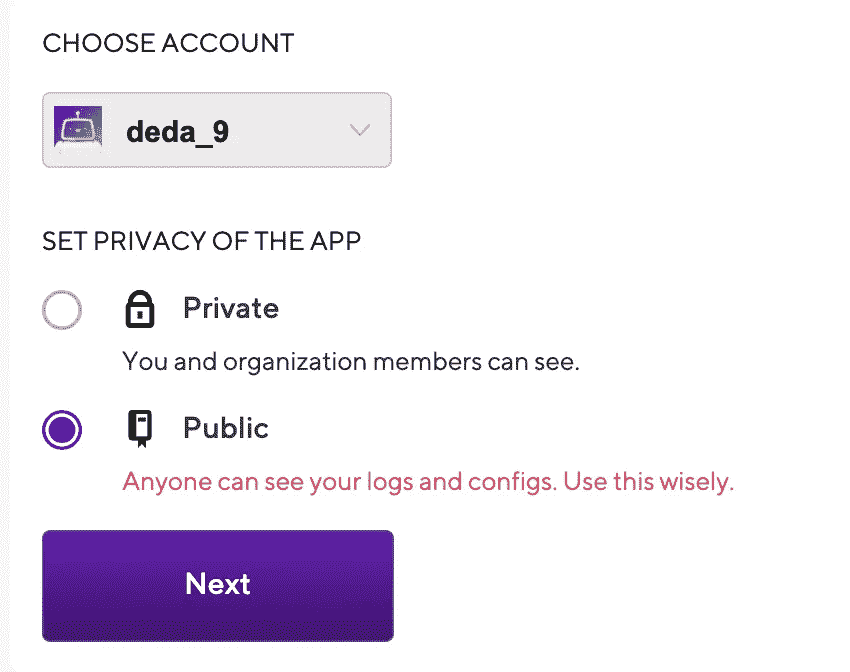 CHOOSE ACCOUNT
deda_9
SET PRIVACY OF THE APP
Private
You and organization members can see.
Public
Anyone can see your logs and configs. Use this wisely.
Next